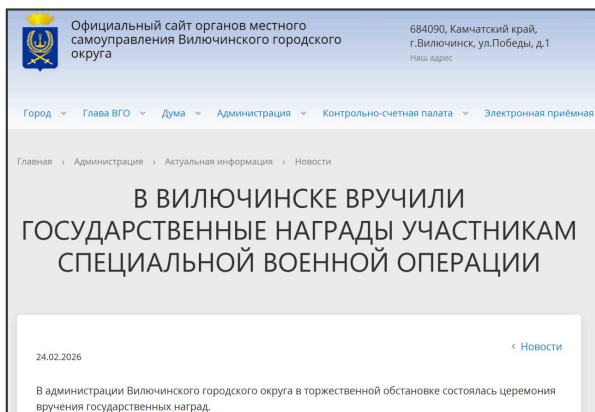 Официальный сайт органов местного
самоуправления Вилючинского городского
округа
684090, Камчатский край,
г.Вилючинск, ул.Победы, д.1
Наш адрес
Город Глава ВГО Дума Администрация Контрольно-счетная палата Электронная приёмная
Главная › Администрация › Актуальная информация › Новости
В ВИЛЮЧИНСКЕ ВРУЧИЛИ
ГОСУДАРСТВЕННЫЕ НАГРАДЫ УЧАСТНИКАМ
СПЕЦИАЛЬНОЙ ВОЕННОЙ ОПЕРАЦИИ
‹ Новости
24.02.2026
В администрации Вилючинского городского округа в торжественной обстановке состоялась церемония
вручения государственных наград.